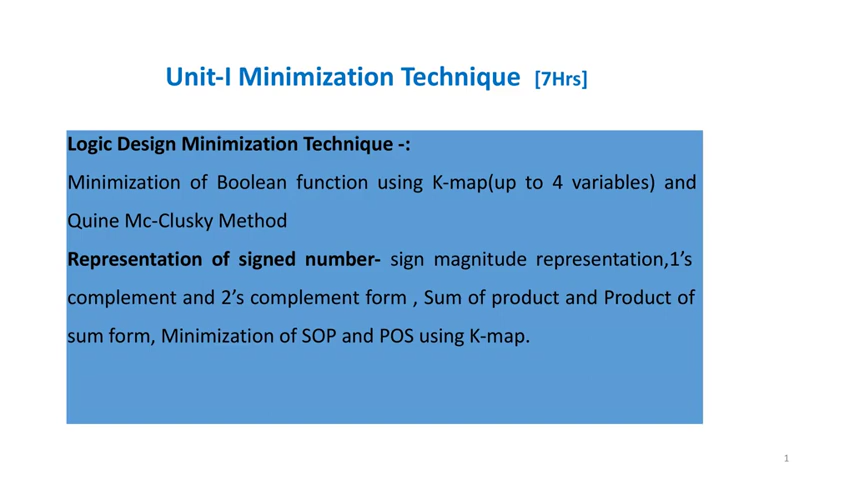 Unit-I Minimization Technique [7Hrs]
Logic Design Minimization Technique -:
Minimization of Boolean function using K-map(up to 4 variables) and
Quine Mc-Clusky Method
Representation of signed number- sign magnitude representation,1’s
complement and 2’s complement form , Sum of product and Product of
sum form, Minimization of SOP and POS using K-map.
1